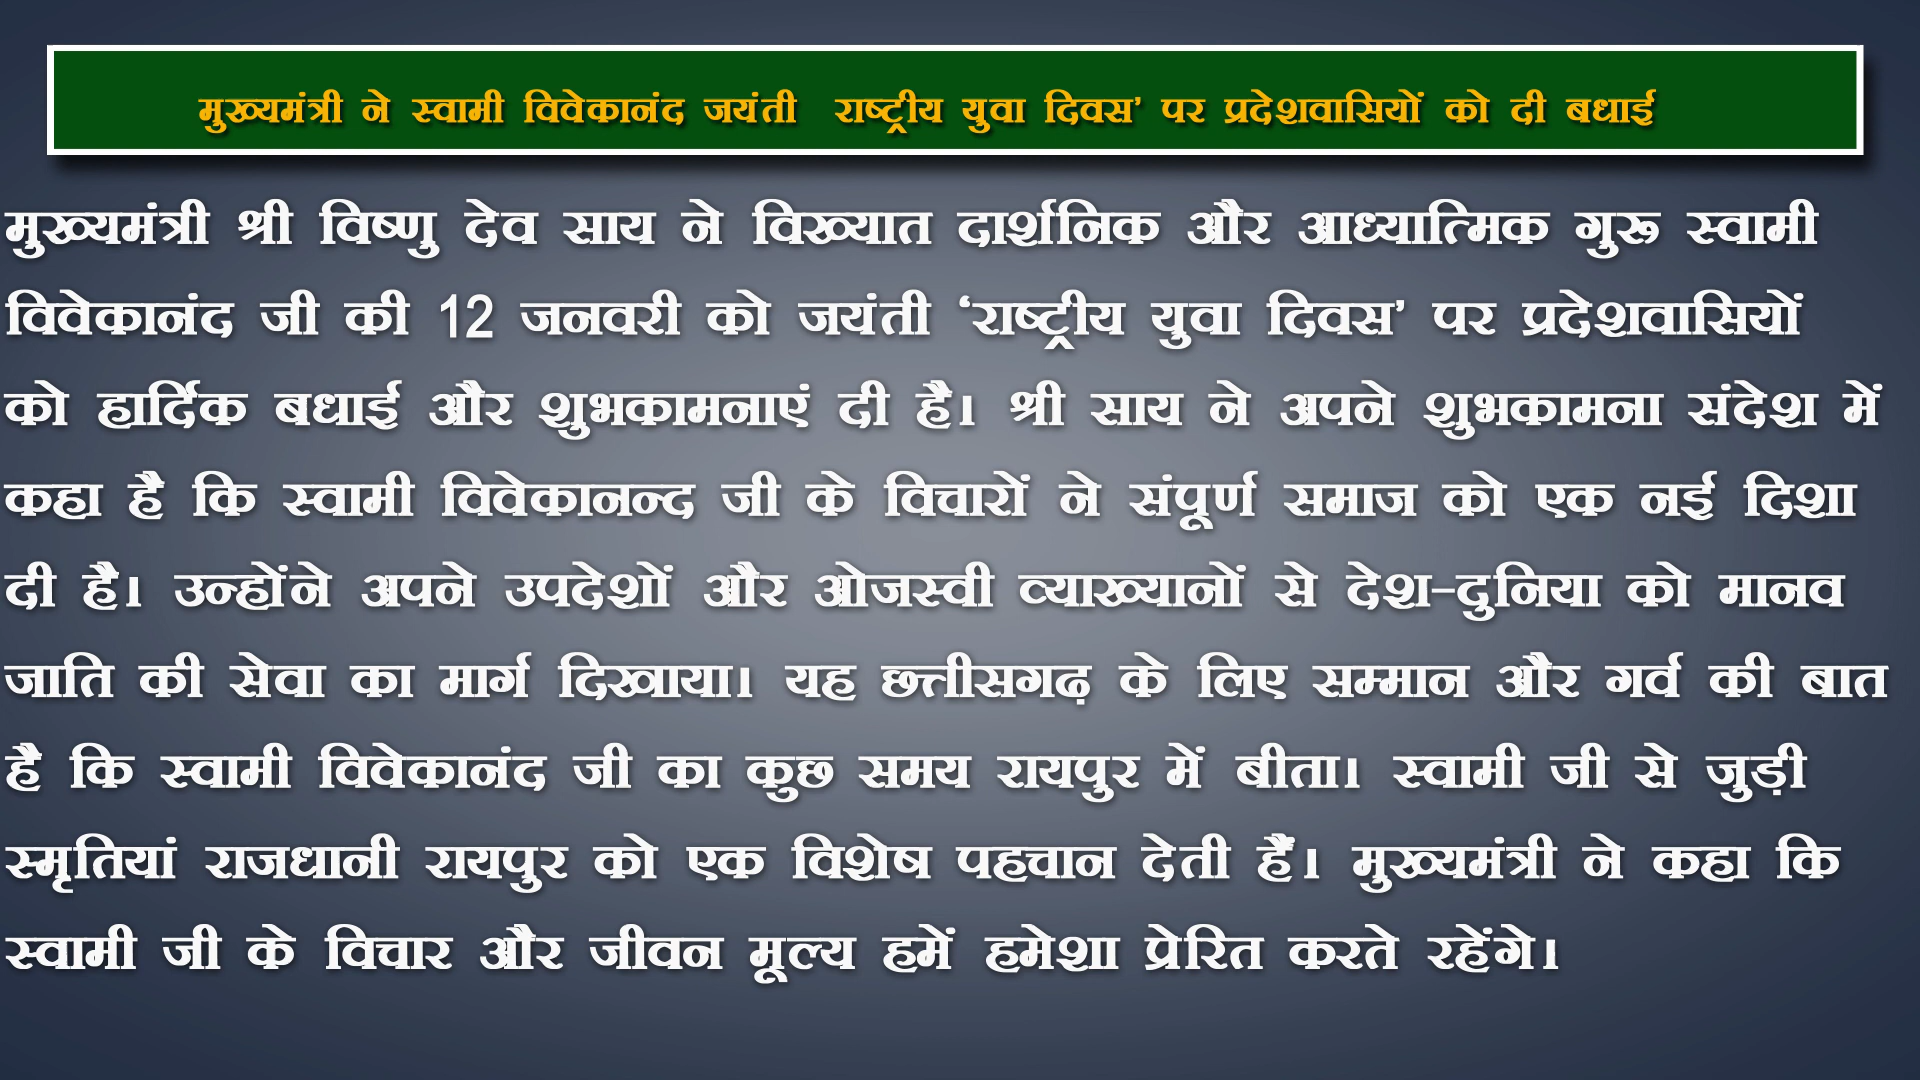 मुख्यमंत्री ने स्वामी विवेकानंद जयंती राष्ट्रीय युवा दिवस’ पर प्रदेशवासियों को दी बधाई
मुख्यमंत्री श्री विष्णु देव साय ने विख्यात दार्शनिक और आध्यात्मिक गुरू स्वामी
विवेकानंद जी की 12 जनवरी को जयंती ‘राष्ट्रीय युवा दिवस’ पर प्रदेशवासियों
को हार्दिक बधाई और शुभकामनाएं दी है। श्री साय ने अपने शुभकामना संदेश में
कहा है कि स्वामी विवेकानन्द जी के विचारों ने संपूर्ण समाज को एक नई दिशा
दी है। उन्होंने अपने उपदेशों और ओजस्वी व्याख्यानों से देश-दुनिया को मानव
जाति की सेवा का मार्ग दिखाया। यह छत्तीसगढ़ के लिए सम्मान और गर्व की बात
है कि स्वामी विवेकानंद जी का कुछ समय रायपुर में बीता। स्वामी जी से जुड़ी
स्मृतियां राजधानी रायपुर को एक विशेष पहचान देती हैं। मुख्यमंत्री ने कहा कि
स्वामी जी के विचार और जीवन मूल्य हमें हमेशा प्रेरित करते रहेंगे।